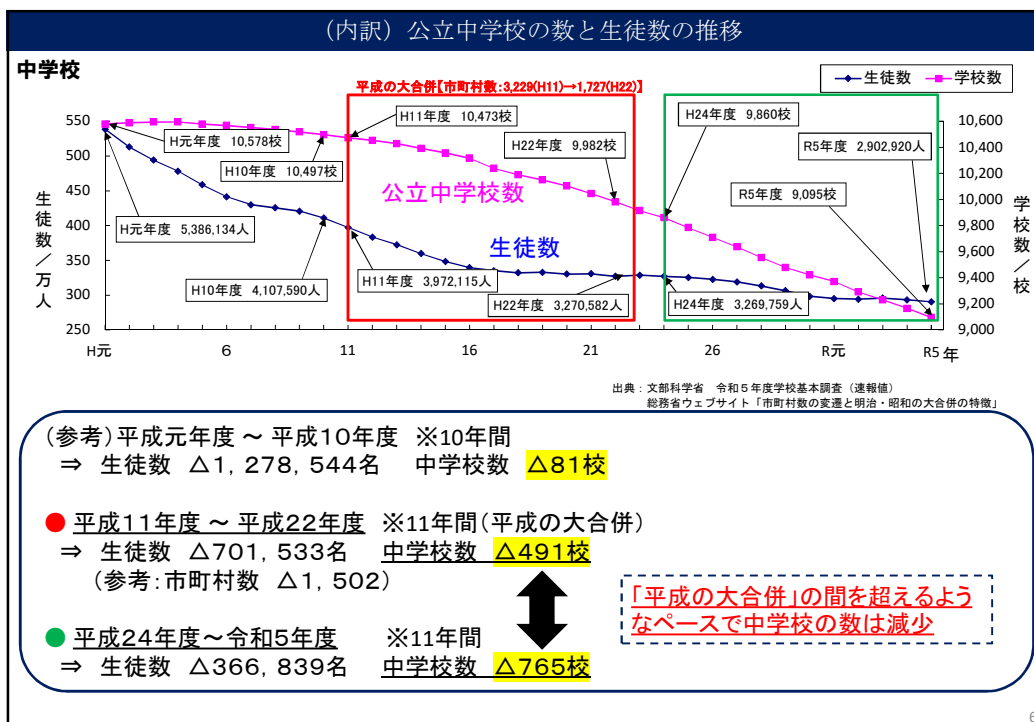 (内訳) 公立中学校の数と生徒数の推移
中学校
平成の大合併【市町村数:3,229(H11)→1,727(H22)】
生徒数
学校数
生徒数/万人
学校数/校
550
500
450
400
350
300
250
10,600
10,400
10,200
10,000
9,800
9,600
9,400
9,200
9,000
H元年度 10,578校
H10年度 10,497校
H11年度 10,473校
H22年度 9,982校
H24年度 9,860校
R5年度 2,902,920人
R5年度 9,095校
公立中学校数
生徒数
H元年度 5,386,134人
H10年度 4,107,590人
H11年度 3,972,115人
H22年度 3,270,582人
H24年度 3,269,759人
H元 6 11 16 21 26 R元 R5 年
出典:文部科学省 令和5年度学校基本調査(速報値)
総務省ウェブサイト「市町村数の変遷と明治・昭和の大合併の特徴」
(参考)平成元年度 ~ 平成10年度 ※10年間
⇒ 生徒数 △1,278,544名 中学校数 △81校
● 平成11年度 ~ 平成22年度 ※11年間(平成の大合併)
⇒ 生徒数 △701,533名 中学校数 △491校
(参考:市町村数 △1,502)
● 平成24年度~令和5年度 ※11年間
⇒ 生徒数 △366,839名 中学校数 △765校
「平成の大合併」の間を超えるよう
なペースで中学校の数は減少
6